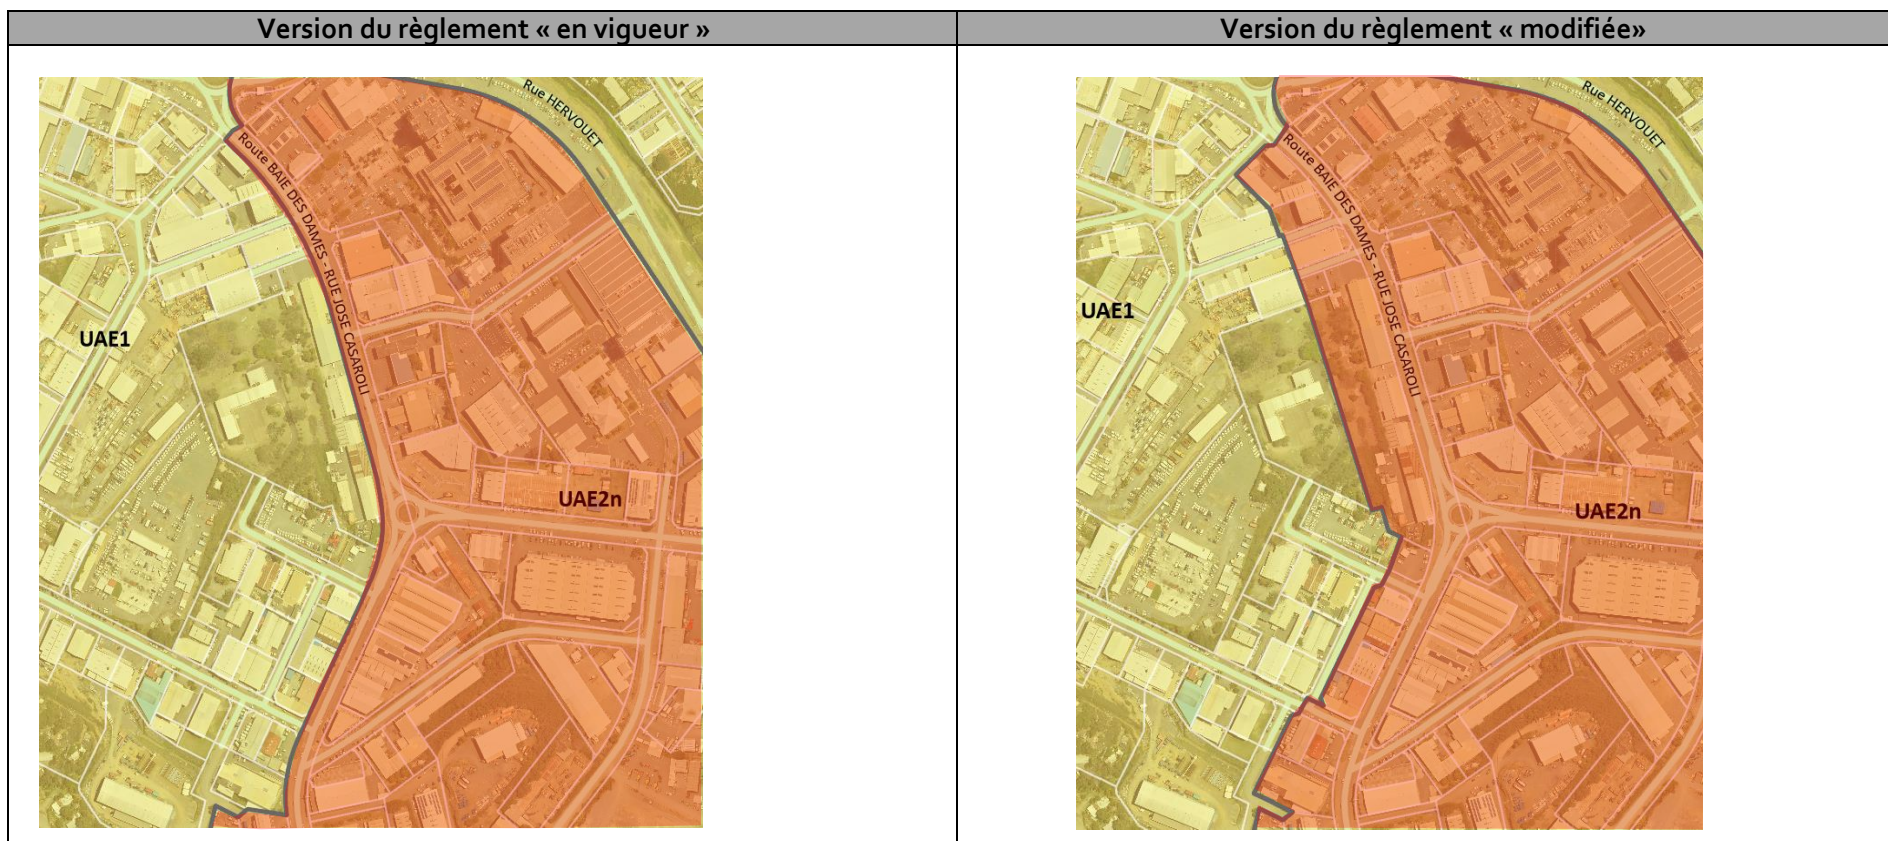 Version du règlement « en vigueur »
Version du règlement « modifiée»
Rue HERVOUET
Route BAIE DES DAMES - RUE JOSE CASAROLI
UAE1
UAE2n
Rue HERVOUET
Route BAIE DES DAMES - RUE JOSE CASAROLI
UAE1
UAE2n